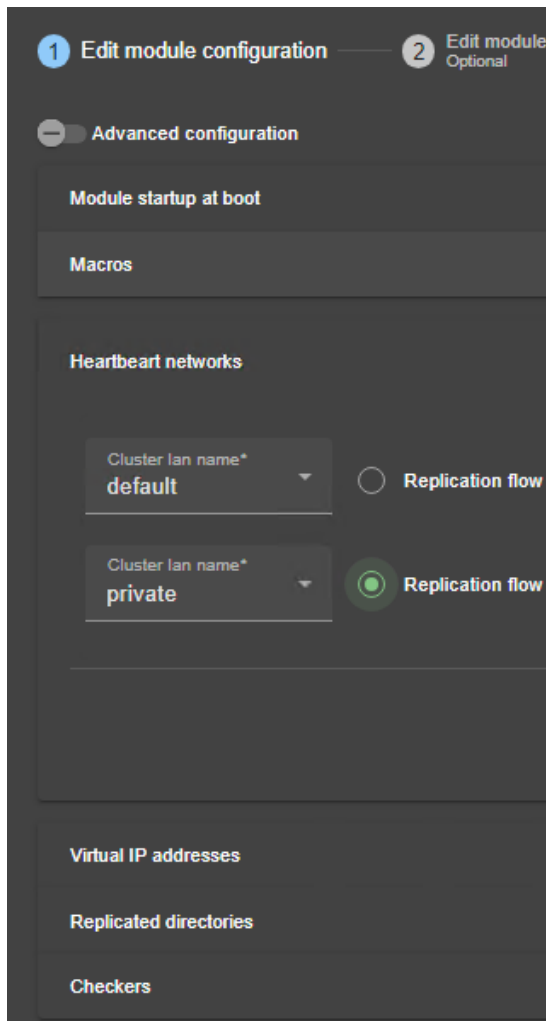 1 Edit module configuration 2 Edit module
Optional
Advanced configuration
Module startup at boot
Macros
Heartbeart networks
Cluster lan name*
default
Replication flow
Cluster lan name*
private
Replication flow
Virtual IP addresses
Replicated directories
Checkers